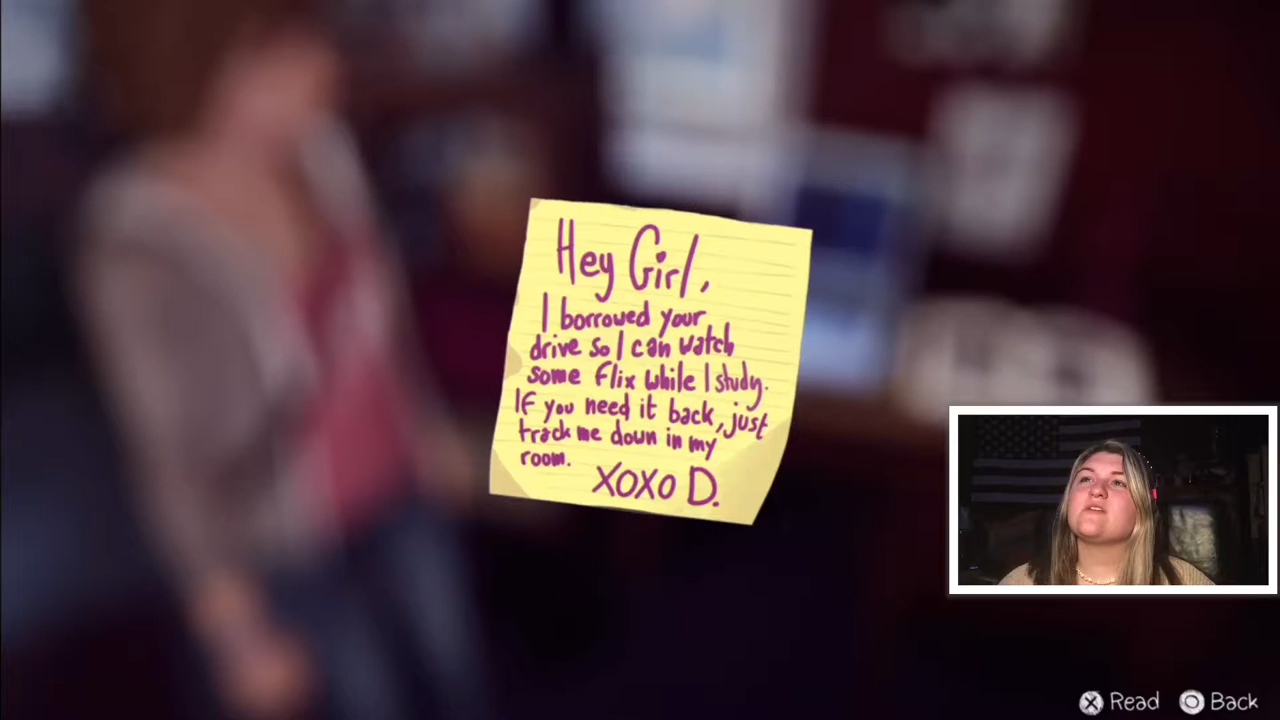 Hey Girl,
I borrowed your
drive so I can watch
some flix while I study.
If you need it back, just
track me down in my
room.
XOXO D.
Read
Back